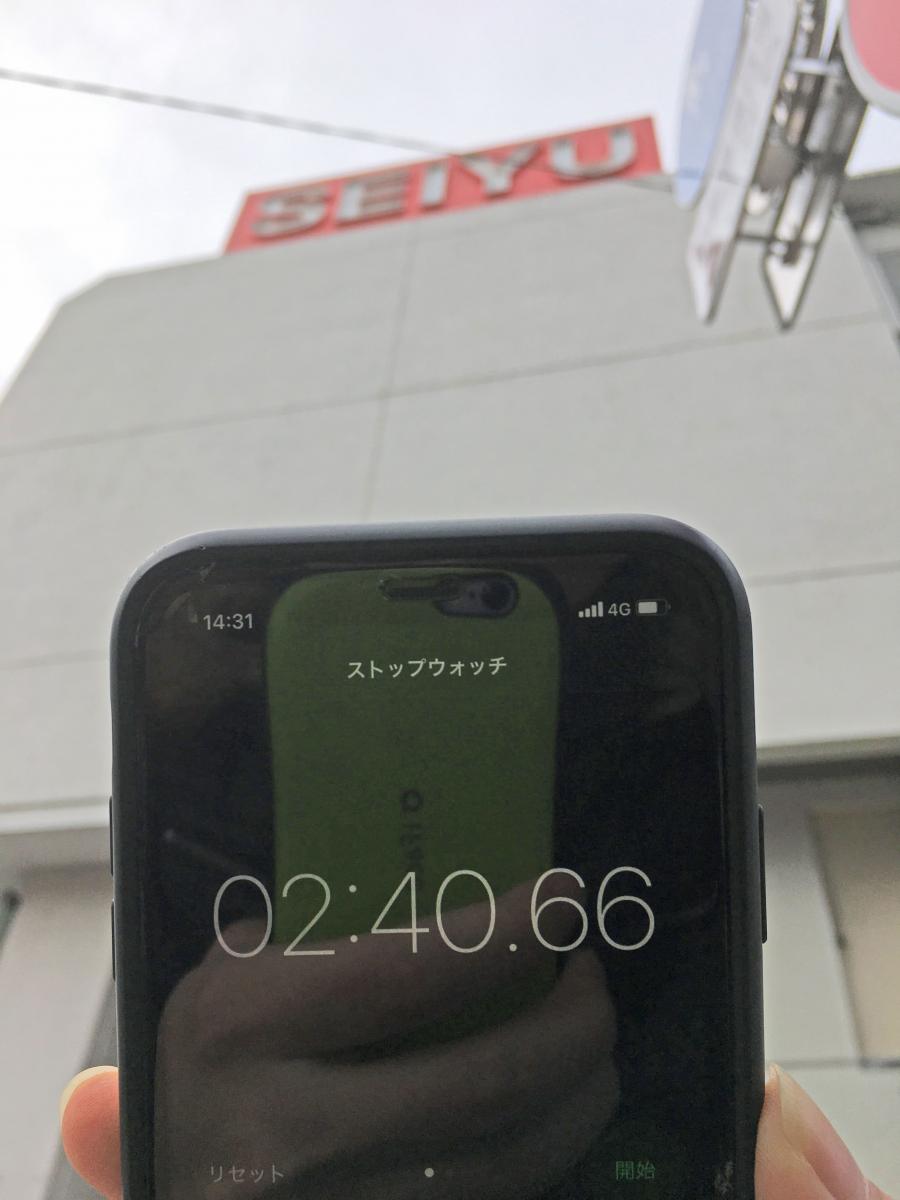 SEIYU
14:31
4G
ストップウォッチ
02:40.66
リセット
開始